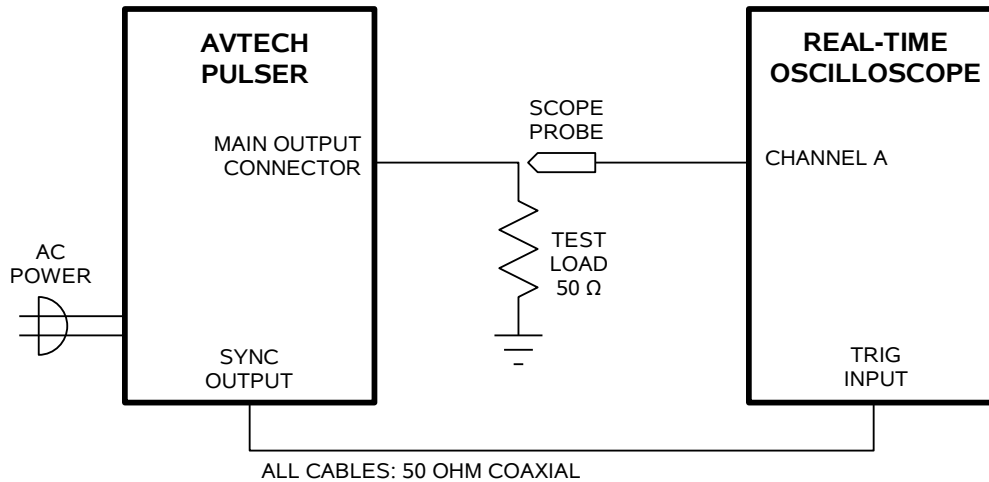 AVTECH
PULSER
REAL-TIME
OSCILLOSCOPE
SCOPE
PROBE
MAIN OUTPUT
CONNECTOR
CHANNEL A
TEST
LOAD
50 Ω
AC
POWER
SYNC
OUTPUT
TRIG
INPUT
ALL CABLES: 50 OHM COAXIAL